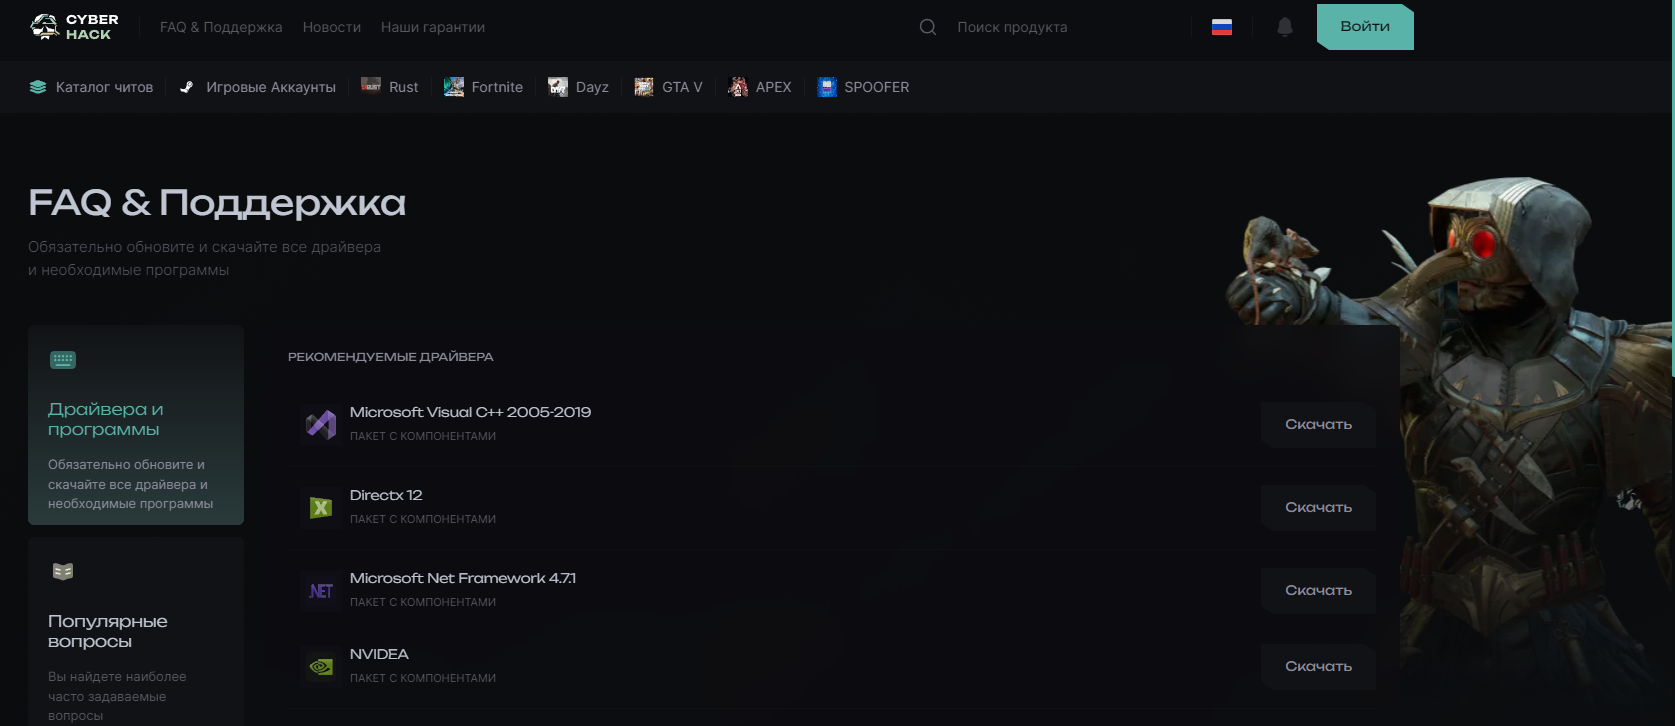 CYBER
HACK
FAQ & Поддержка
Новости
Наши гарантии
Поиск продукта
Войти
Каталог читов
Игровые Аккаунты
RUST
Rust
Fortnite
Dayz
GTA V
APEX
SPOOFER
FAQ & Поддержка
Обязательно обновите и скачайте все драйвера
и необходимые программы
Драйвера и
программы
Обязательно обновите и
скачайте все драйвера и
необходимые программы
Популярные
вопросы
Вы найдете наиболее
часто задаваемые
вопросы
РЕКОМЕНДУЕМЫЕ ДРАЙВЕРА
Microsoft Visual C++ 2005-2019
ПАКЕТ С КОМПОНЕНТАМИ
Скачать
Directx 12
ПАКЕТ С КОМПОНЕНТАМИ
Скачать
.NET
Microsoft Net Framework 4.7.1
ПАКЕТ С КОМПОНЕНТАМИ
Скачать
NVIDEA
ПАКЕТ С КОМПОНЕНТАМИ
Скачать